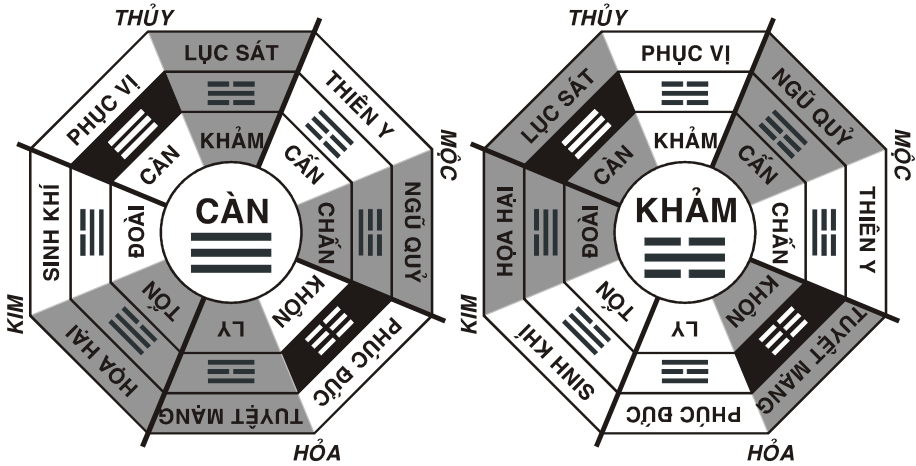 THỦY
LỤC SÁT
PHỤC VỊ
THIÊN Y
MỘC
KHẢM
CÀN
CẤN
SINH KHÍ
ĐOÀI
CÀN
CHẤN
NGŨ QUỶ
KIM
TỐN
KHÔN
LY
HỌA HẠI
PHÚC ĐỨC
TUYỆT MẠNG
HỎA
THỦY
PHỤC VỊ
LỤC SÁT
NGŨ QUỶ
MỘC
KHẢM
CÀN
CẤN
HỌA HẠI
ĐOÀI
KHẢM
CHẤN
THIÊN Y
KIM
TỐN
KHÔN
LY
SINH KHÍ
TUYỆT MẠNG
PHÚC ĐỨC
HỎA